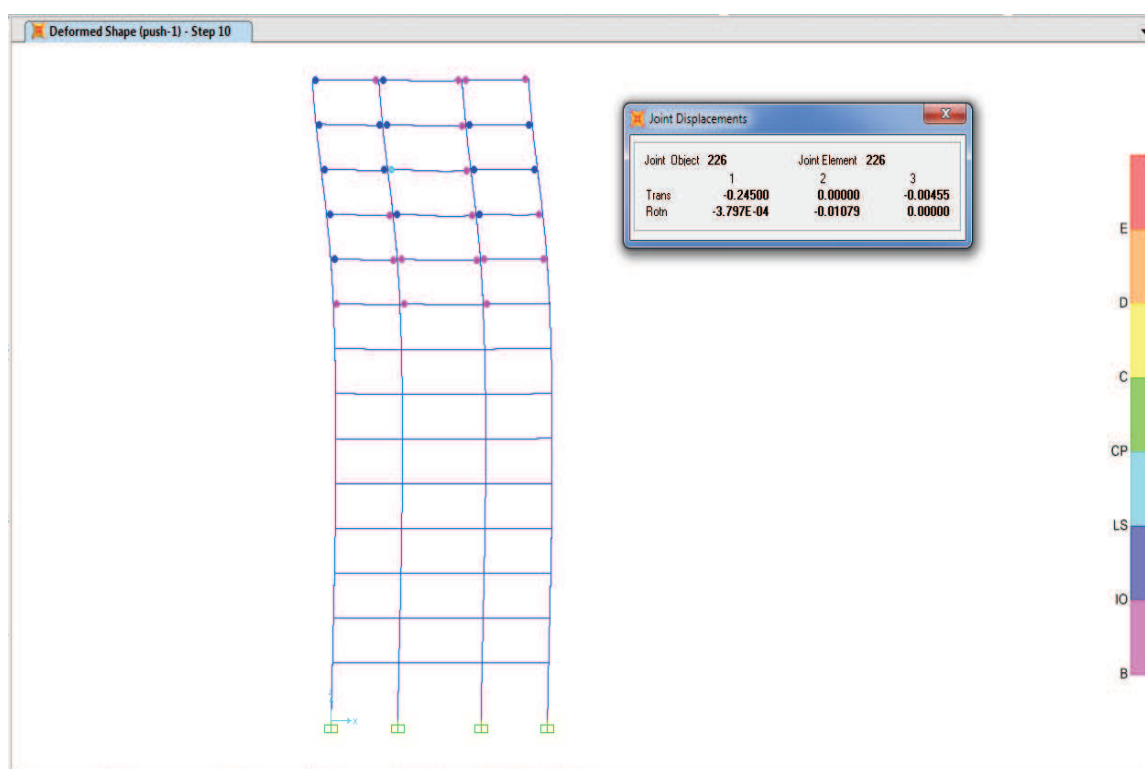 Deformed Shape (push-1) - Step 10
Joint Displacements
X
Joint Object 226 Joint Element 226
1 2 3
Trans -0.24500 0.00000 -0.00455
Rotn -3.797E-04 -0.01079 0.00000
E
D
C
CP
LS
IO
B
Z
X